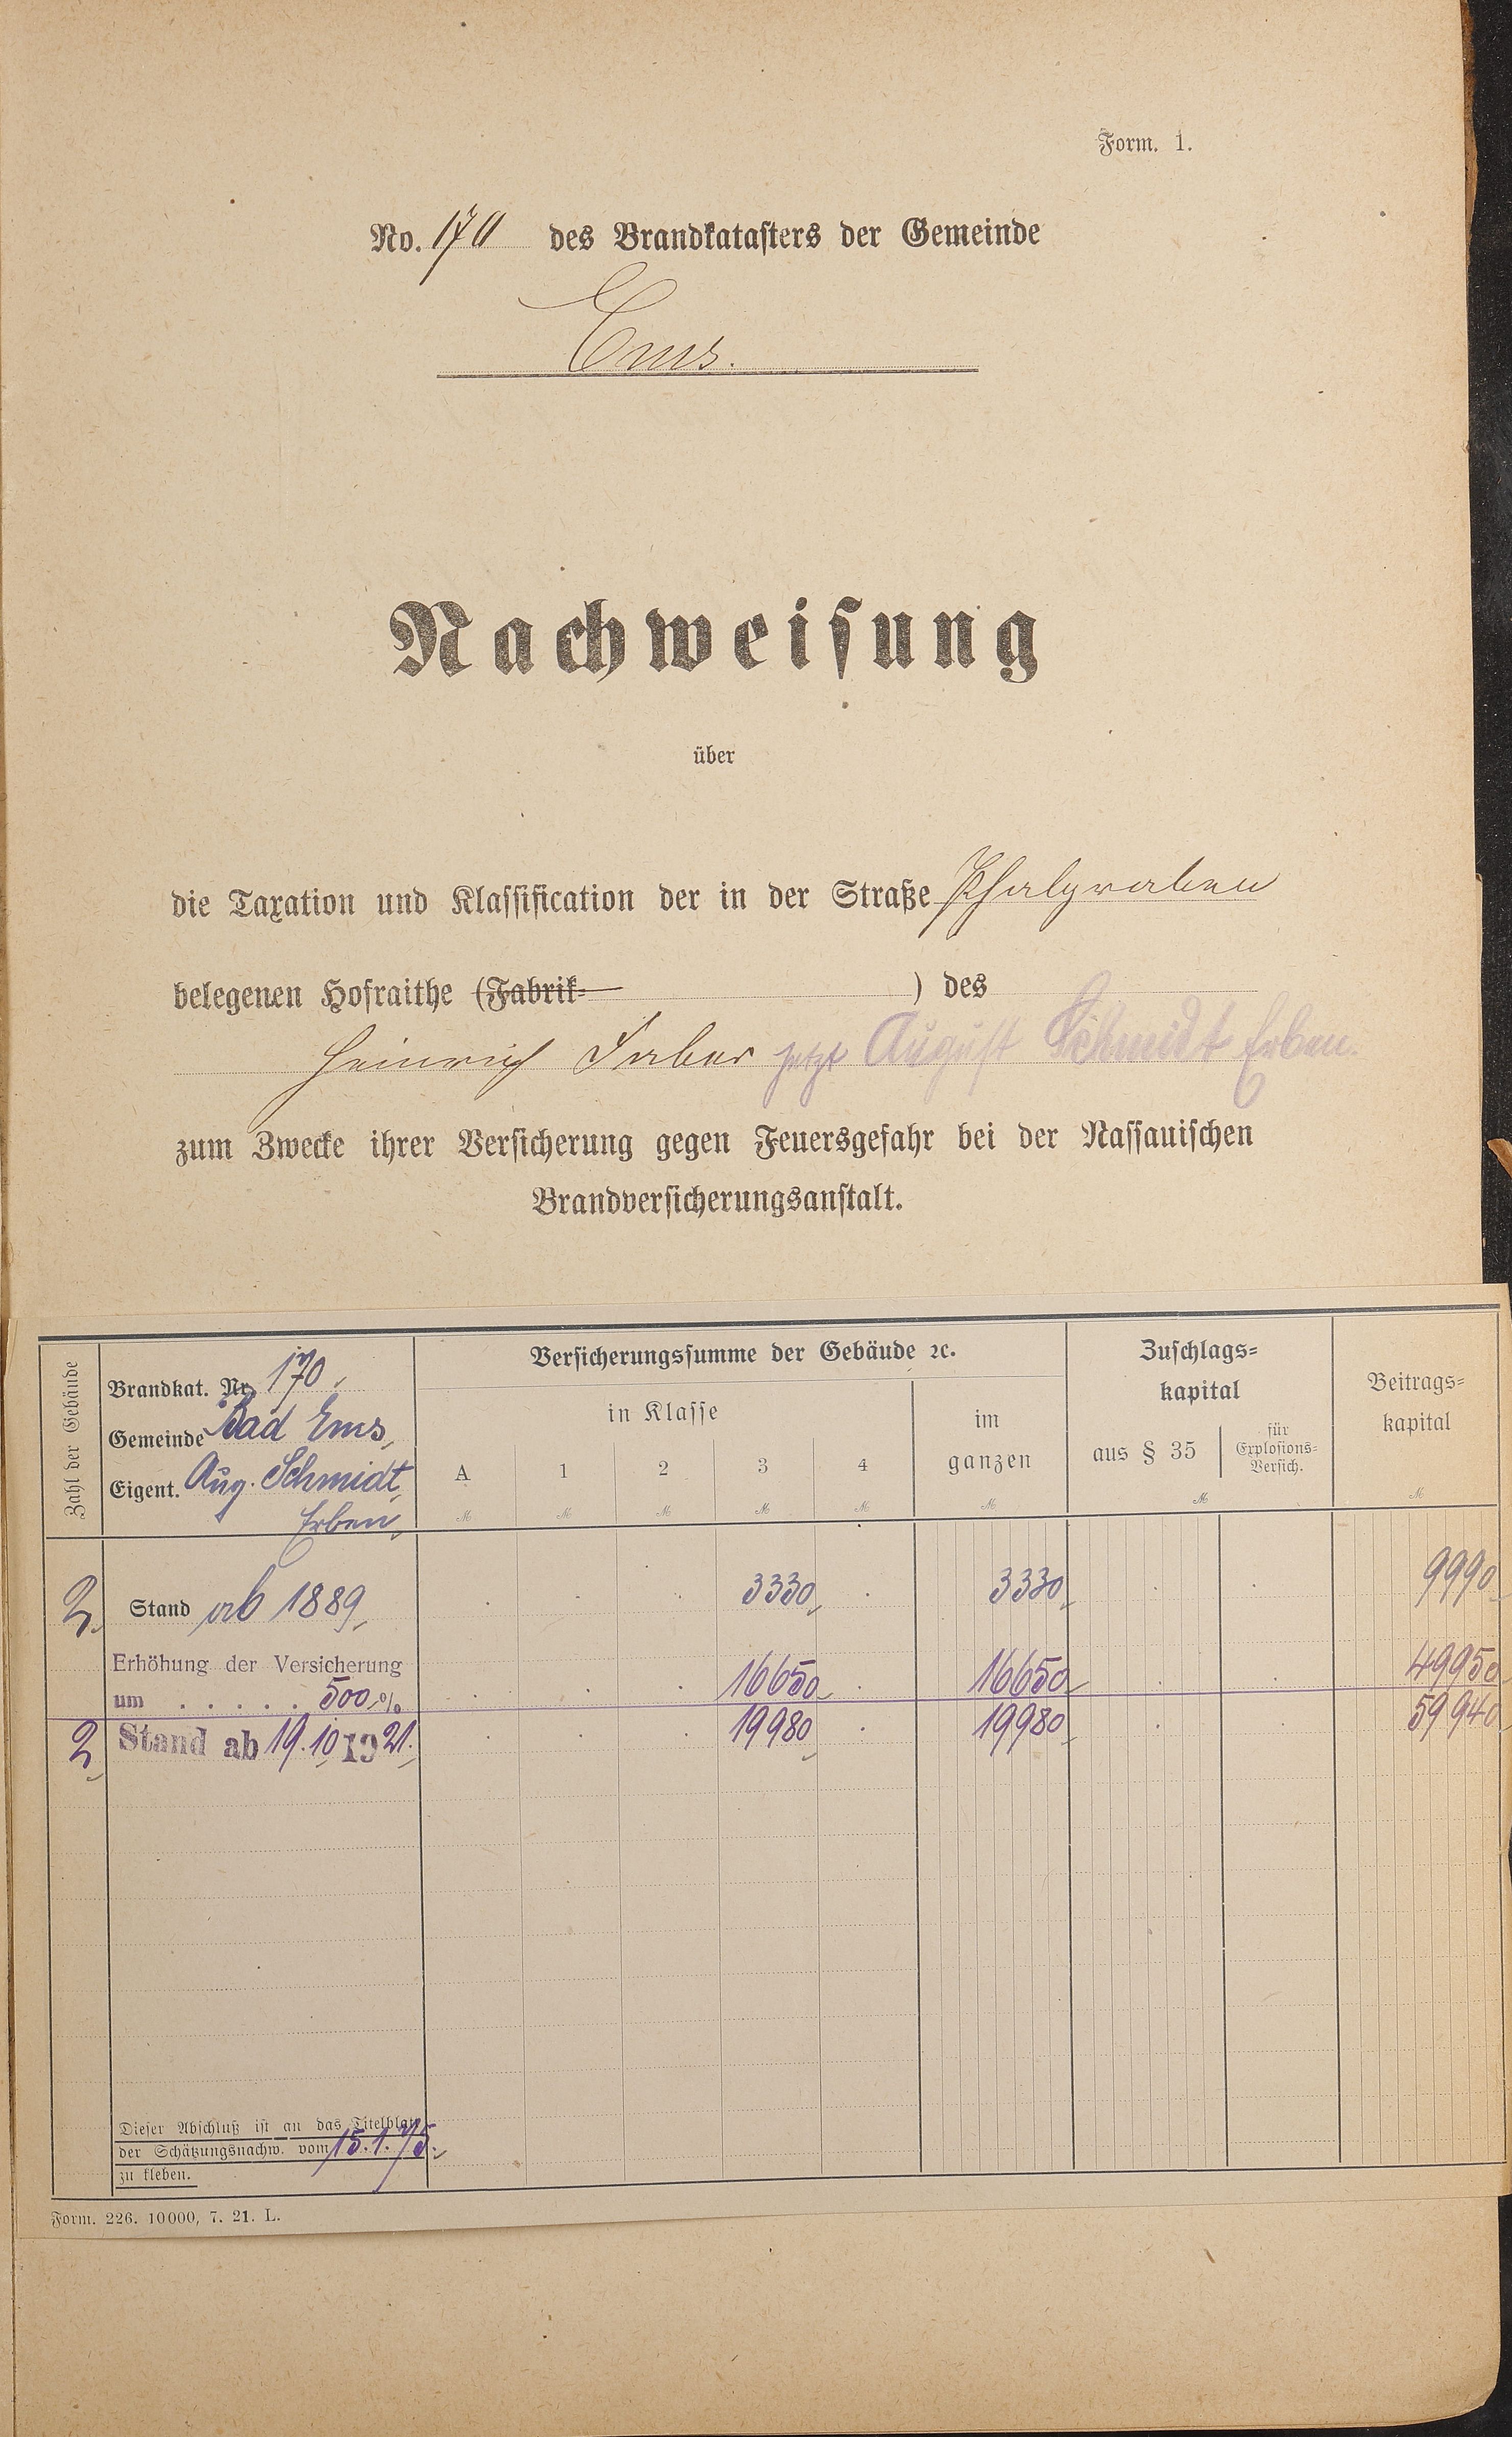 Form. 1.
No. 170 des Brandkatasters der Gemeinde
Ems.
Nachweisung
über
die Taxation und Klassification der in der Straße Pfalgraben
belegenen Hofraithe (Fabrik- ) des
Heinrich Faber jetzt August Schmidt Erben.
zum Zwecke ihrer Versicherung gegen Feuersgefahr bei der Nassauischen
Brandversicherungsanstalt.
Zahl der Gebäude
Brandkat. Nr. 170.
Gemeinde Bad Ems,
Eigent. Aug. Schmidt,
Erben,
Versicherungssumme der Gebäude ꝛc.
in Klasse
A 1 2 3 4
M M M M M
im
ganzen
M
Zuschlags=
kapital
aus § 35
für
Explosions=
Versich.
M
Beitrags=
kapital
M
2. Stand ab 1889, 3330, 3330, 9990,
Erhöhung der Versicherung
um . . . . . 500 % 16650, 16650, 49950
2, Stand ab 19.10.1921. 19980, 19980, 59940,
Dieser Abschluß ist an das Titelblatt
der Schätzungsnachw. vom 15.1.75.
zu kleben.
Form. 226. 10000, 7. 21. L.